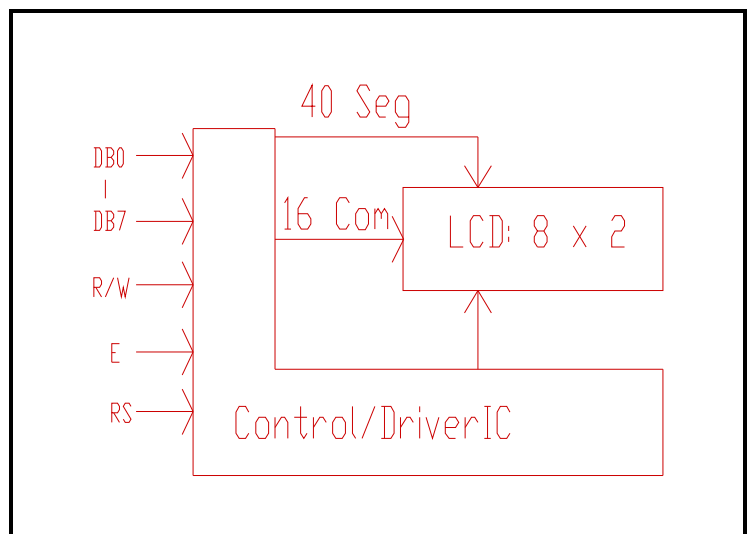 40 Seg
DB0
16 Com
DB7
LCD: 8 x 2
R/W
E
RS
Control/DriverIC